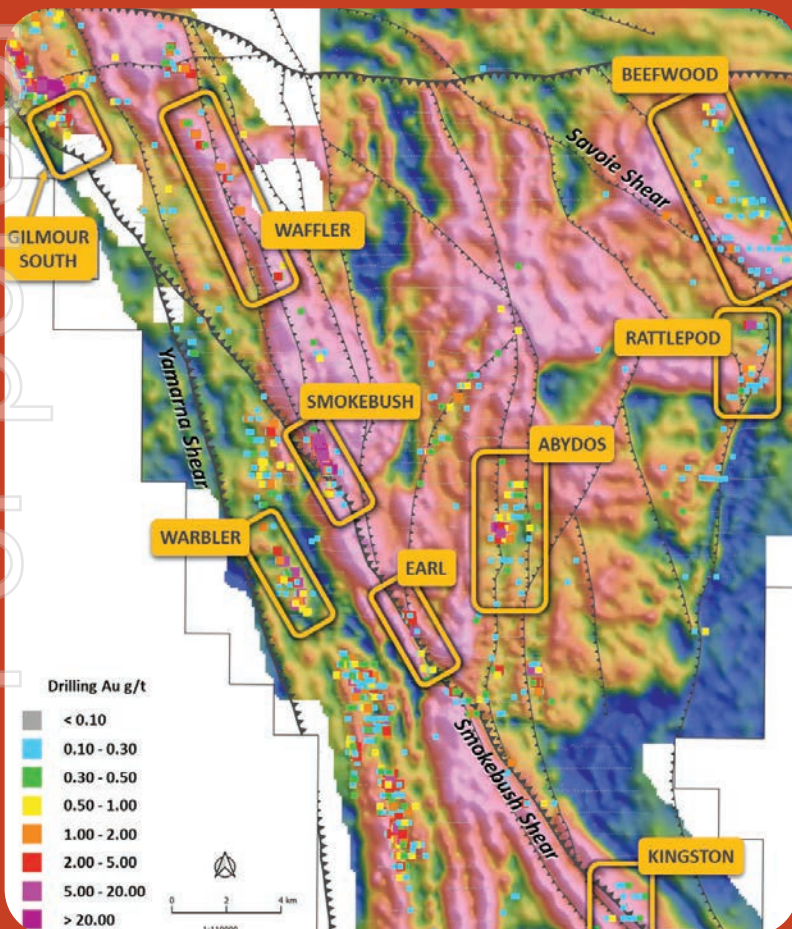 BEEFWOOD
Savoie Shear
GILMOUR
SOUTH
WAFFLER
RATTLEPOD
Yamarna Shear
SMOKEBUSH
ABYDOS
WARBLER
EARL
Smokebush Shear
KINGSTON
Drilling Au g/t
< 0.10
0.10 - 0.30
0.30 - 0.50
0.50 - 1.00
1.00 - 2.00
2.00 - 5.00
5.00 - 20.00
> 20.00
0 2 4 km